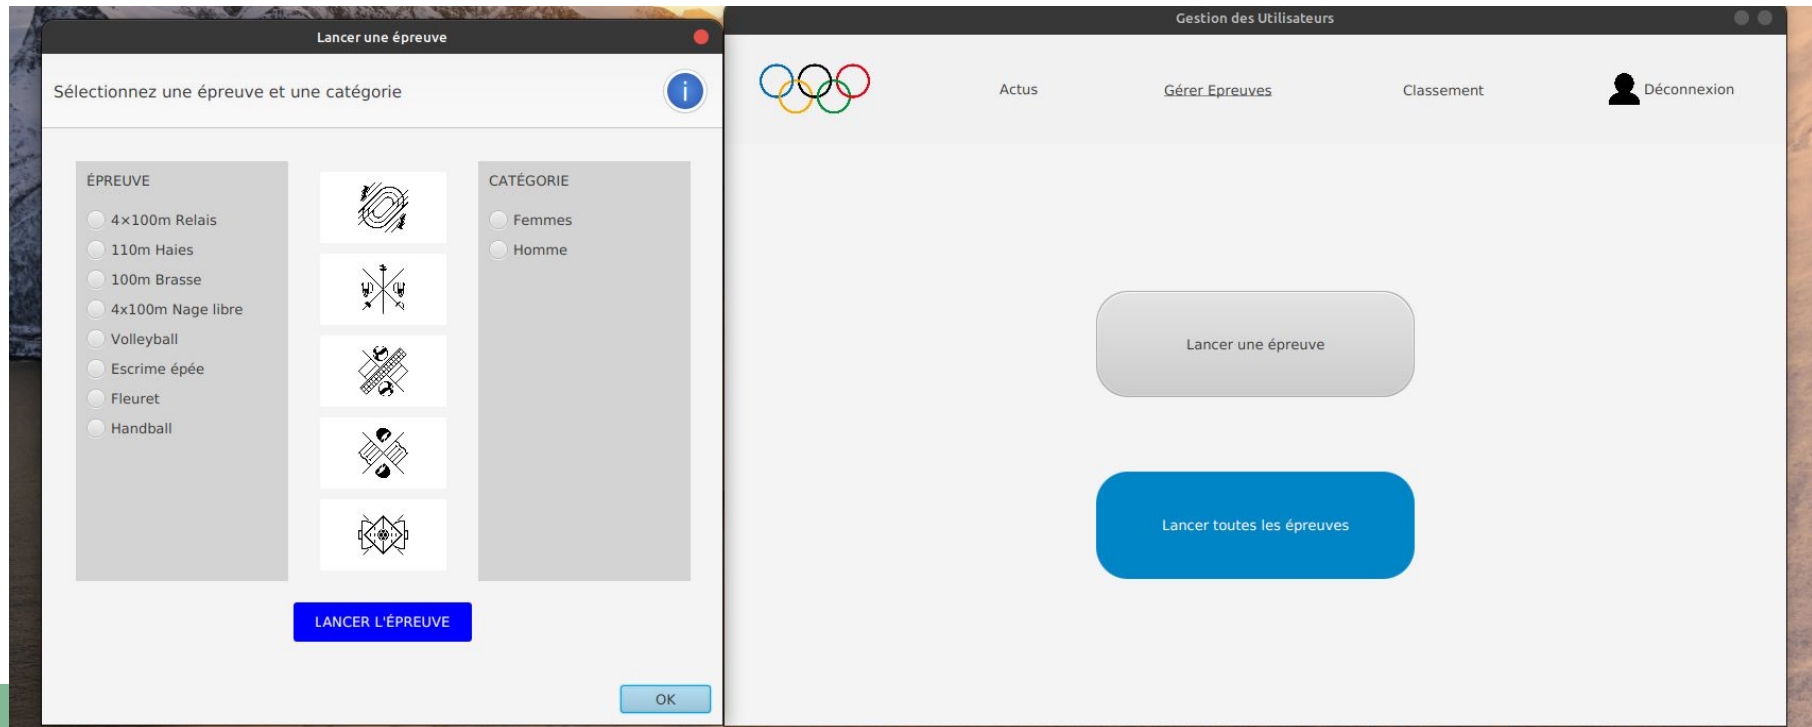 Lancer une épreuve
Sélectionnez une épreuve et une catégorie
i
ÉPREUVE
4×100m Relais
110m Haies
100m Brasse
4x100m Nage libre
Volleyball
Escrime épée
Fleuret
Handball
CATÉGORIE
Femmes
Homme
LANCER L'ÉPREUVE
OK
Gestion des Utilisateurs
Actus
Gérer Epreuves
Classement
Déconnexion
Lancer une épreuve
Lancer toutes les épreuves